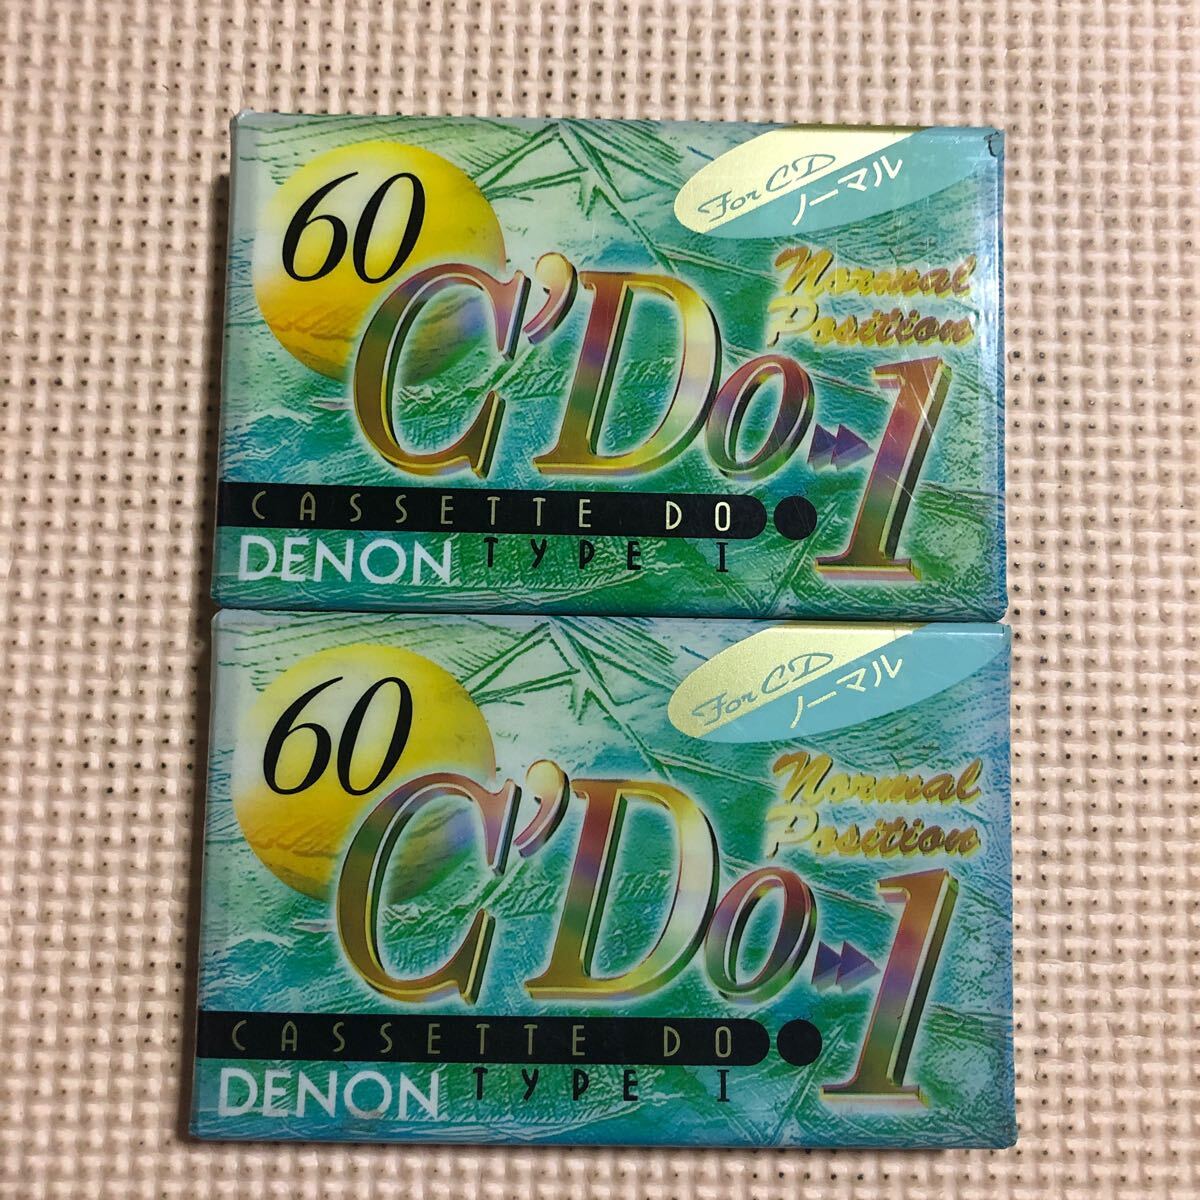 60
For CD
ノーマル
Normal
Position
C'Do
1
CASSETTE DO
DENON TYPE I
60
For CD
ノーマル
Normal
Position
C'Do
1
CASSETTE DO
DENON TYPE I